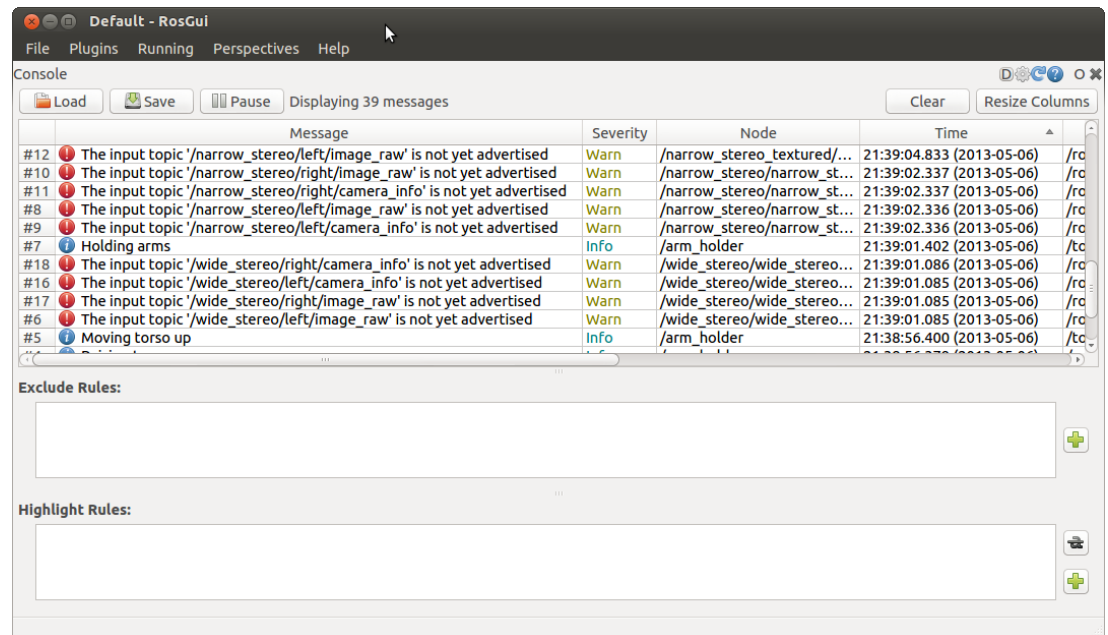 Default - RosGui
File Plugins Running Perspectives Help
Console D O
Load Save Pause Displaying 39 messages Clear Resize Columns
Message Severity Node Time
#12 The input topic '/narrow_stereo/left/image_raw' is not yet advertised Warn /narrow_stereo_textured/... 21:39:04.833 (2013-05-06) /ro
#10 The input topic '/narrow_stereo/right/image_raw' is not yet advertised Warn /narrow_stereo/narrow_st... 21:39:02.337 (2013-05-06) /ro
#11 The input topic '/narrow_stereo/right/camera_info' is not yet advertised Warn /narrow_stereo/narrow_st... 21:39:02.337 (2013-05-06) /ro
#8 The input topic '/narrow_stereo/left/image_raw' is not yet advertised Warn /narrow_stereo/narrow_st... 21:39:02.336 (2013-05-06) /ro
#9 The input topic '/narrow_stereo/left/camera_info' is not yet advertised Warn /narrow_stereo/narrow_st... 21:39:02.336 (2013-05-06) /ro
#7 Holding arms Info /arm_holder 21:39:01.402 (2013-05-06) /to
#18 The input topic '/wide_stereo/right/camera_info' is not yet advertised Warn /wide_stereo/wide_stereo... 21:39:01.086 (2013-05-06) /ro
#16 The input topic '/wide_stereo/left/camera_info' is not yet advertised Warn /wide_stereo/wide_stereo... 21:39:01.085 (2013-05-06) /ro
#17 The input topic '/wide_stereo/right/image_raw' is not yet advertised Warn /wide_stereo/wide_stereo... 21:39:01.085 (2013-05-06) /ro
#6 The input topic '/wide_stereo/left/image_raw' is not yet advertised Warn /wide_stereo/wide_stereo... 21:39:01.085 (2013-05-06) /ro
#5 Moving torso up Info /arm_holder 21:38:56.400 (2013-05-06) /to
Exclude Rules:
Highlight Rules: